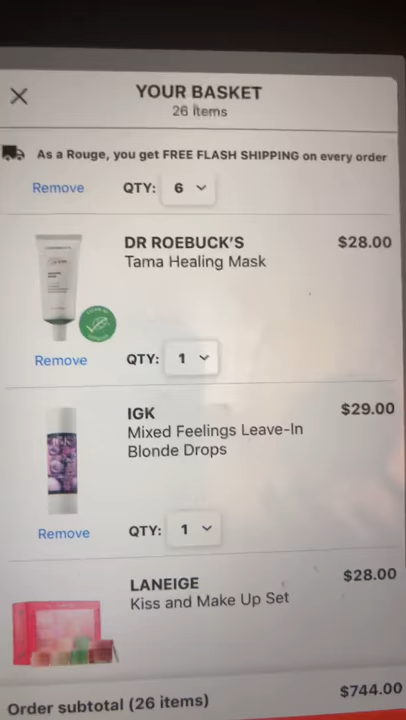 YOUR BASKET
26 Items
As a Rouge, you get FREE FLASH SHIPPING on every order
Remove QTY: 6
DR ROEBUCK'S $28.00
Tama Healing Mask
Remove QTY: 1
IGK $29.00
Mixed Feelings Leave-In
Blonde Drops
IGK
Remove QTY: 1
LANEIGE $28.00
Kiss and Make Up Set
Order subtotal (26 items) $744.00